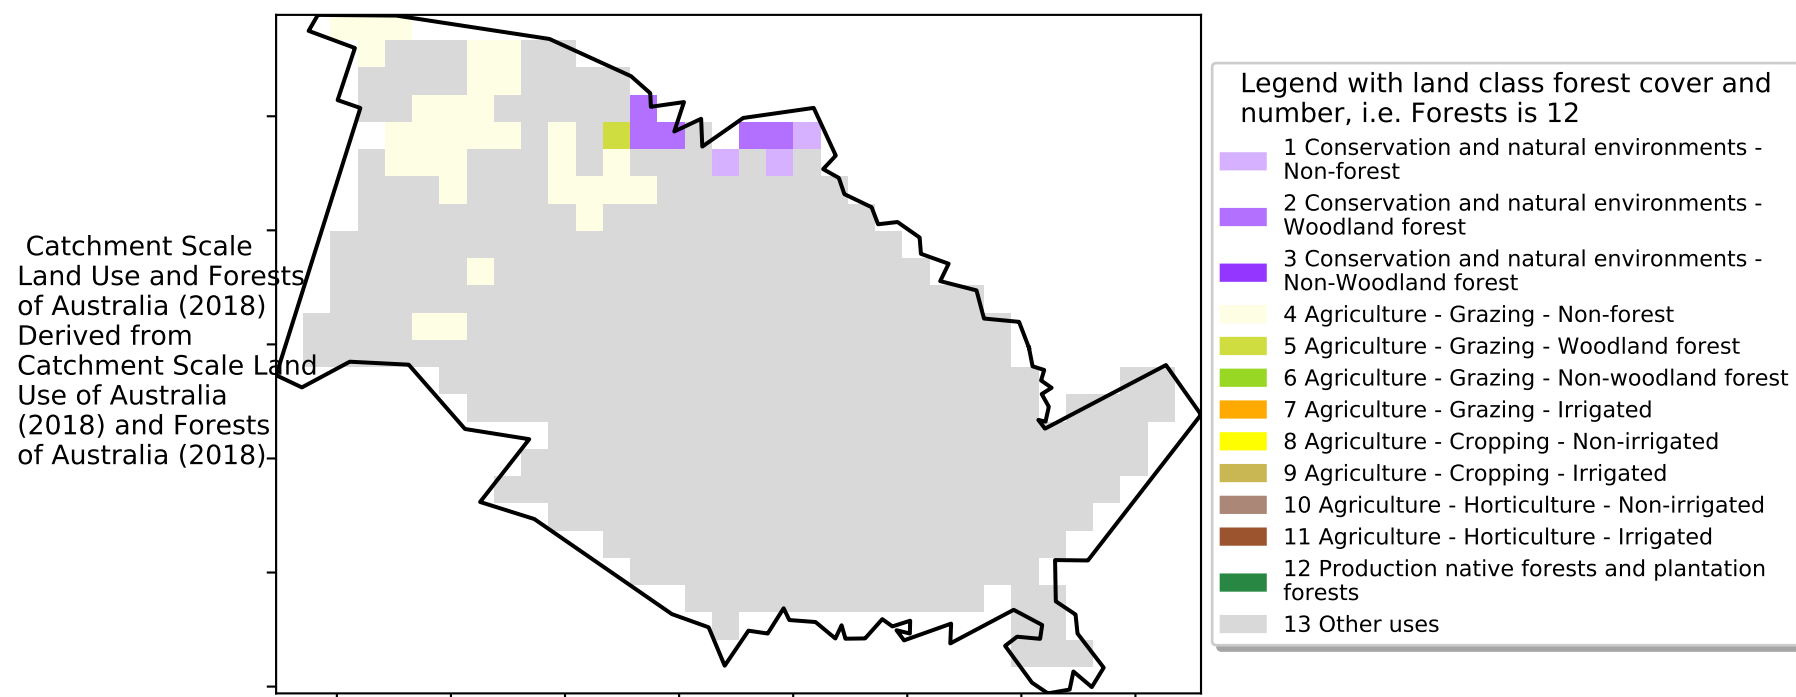 Catchment Scale
Land Use and Forests
of Australia (2018)
Derived from
Catchment Scale Land
Use of Australia
(2018) and Forests
of Australia (2018)
Legend with land class forest cover and
number, i.e. Forests is 12
1 Conservation and natural environments -
Non-forest
2 Conservation and natural environments -
Woodland forest
3 Conservation and natural environments -
Non-Woodland forest
4 Agriculture - Grazing - Non-forest
5 Agriculture - Grazing - Woodland forest
6 Agriculture - Grazing - Non-woodland forest
7 Agriculture - Grazing - Irrigated
8 Agriculture - Cropping - Non-irrigated
9 Agriculture - Cropping - Irrigated
10 Agriculture - Horticulture - Non-irrigated
11 Agriculture - Horticulture - Irrigated
12 Production native forests and plantation
forests
13 Other uses